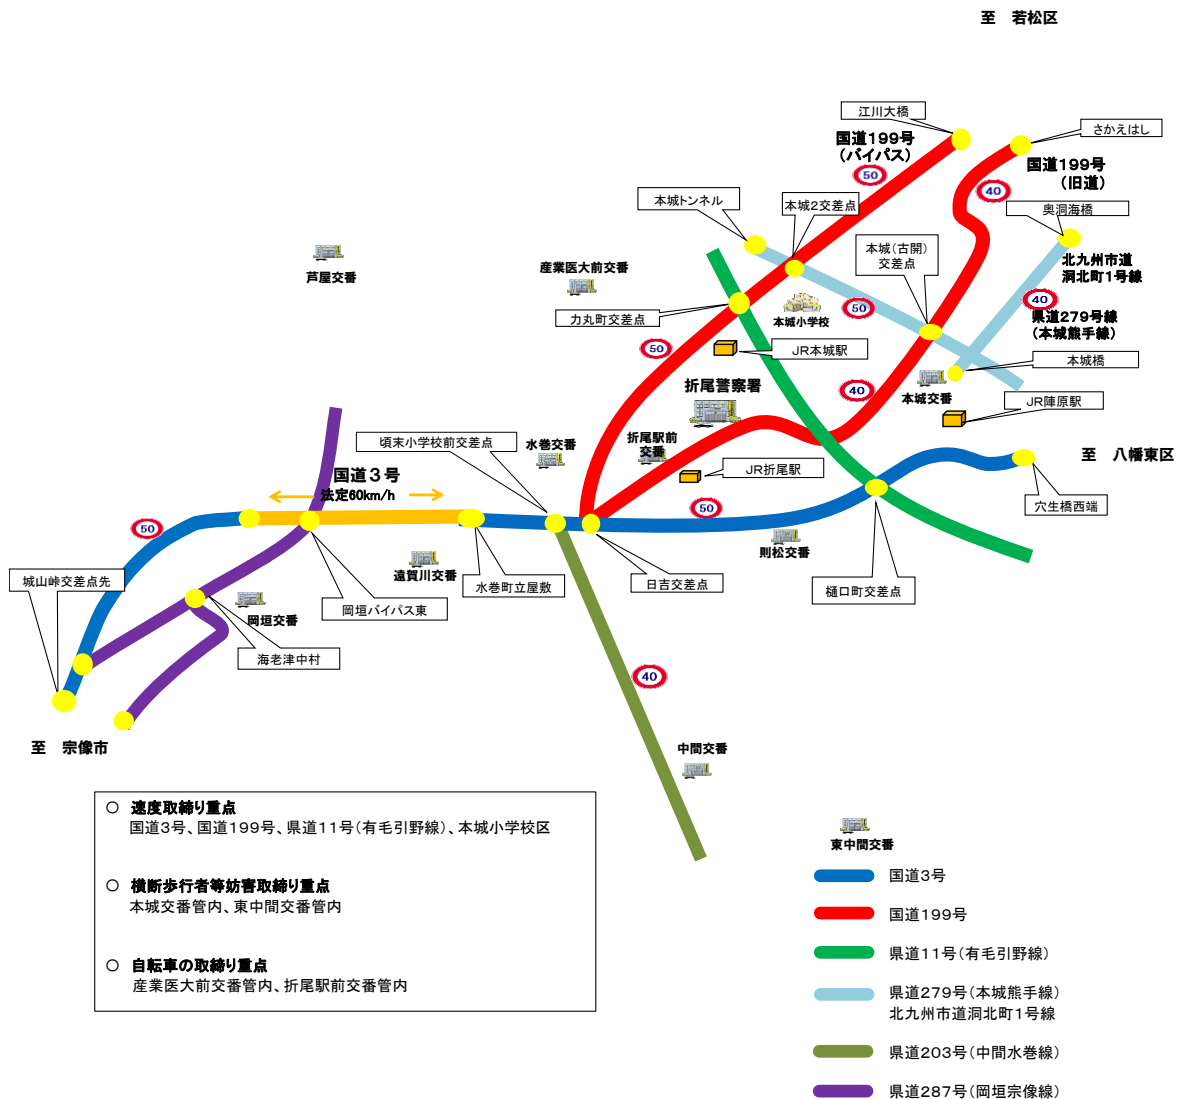 至　若松区
江川大橋
国道199号
（バイパス）
50
さかえはし
国道199号
（旧道）
40
本城トンネル
本城2交差点
奥洞海橋
本城（古開）
交差点
北九州市道
洞北町1号線
40
県道279号線
（本城熊手線）
芦屋交番
産業医大前交番
力丸町交差点
本城小学校
50
50
JR本城駅
本城橋
折尾警察署
40
本城交番
JR陣原駅
頃末小学校前交差点
水巻交番
折尾駅前
交番
JR折尾駅
至　八幡東区
国道3号
法定60km/h
50
50
穴生橋西端
則松交番
城山峠交差点先
遠賀川交番
水巻町立屋敷
日吉交差点
樋口町交差点
岡垣交番
岡垣バイパス東
海老津中村
40
至　宗像市
中間交番
○　速度取締り重点
国道3号、国道199号、県道11号（有毛引野線）、本城小学校区
○　横断歩行者等妨害取締り重点
本城交番管内、東中間交番管内
○　自転車の取締り重点
産業医大前交番管内、折尾駅前交番管内
東中間交番
国道3号
国道199号
県道11号（有毛引野線）
県道279号（本城熊手線）
北九州市道洞北町1号線
県道203号（中間水巻線）
県道287号（岡垣宗像線）